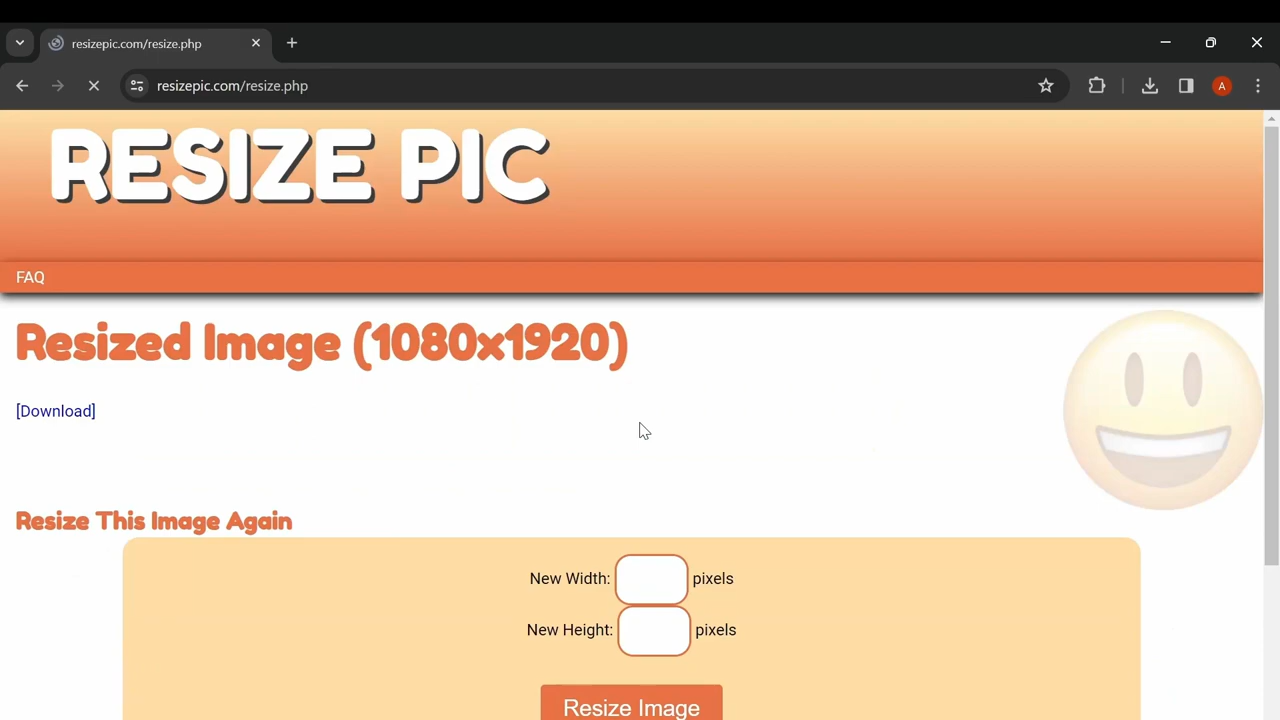 resizepic.com/resize.php
resizepic.com/resize.php
A
RESIZE PIC
FAQ
Resized Image (1080x1920)
[Download]
Resize This Image Again
New Width: pixels
New Height: pixels
Resize Image